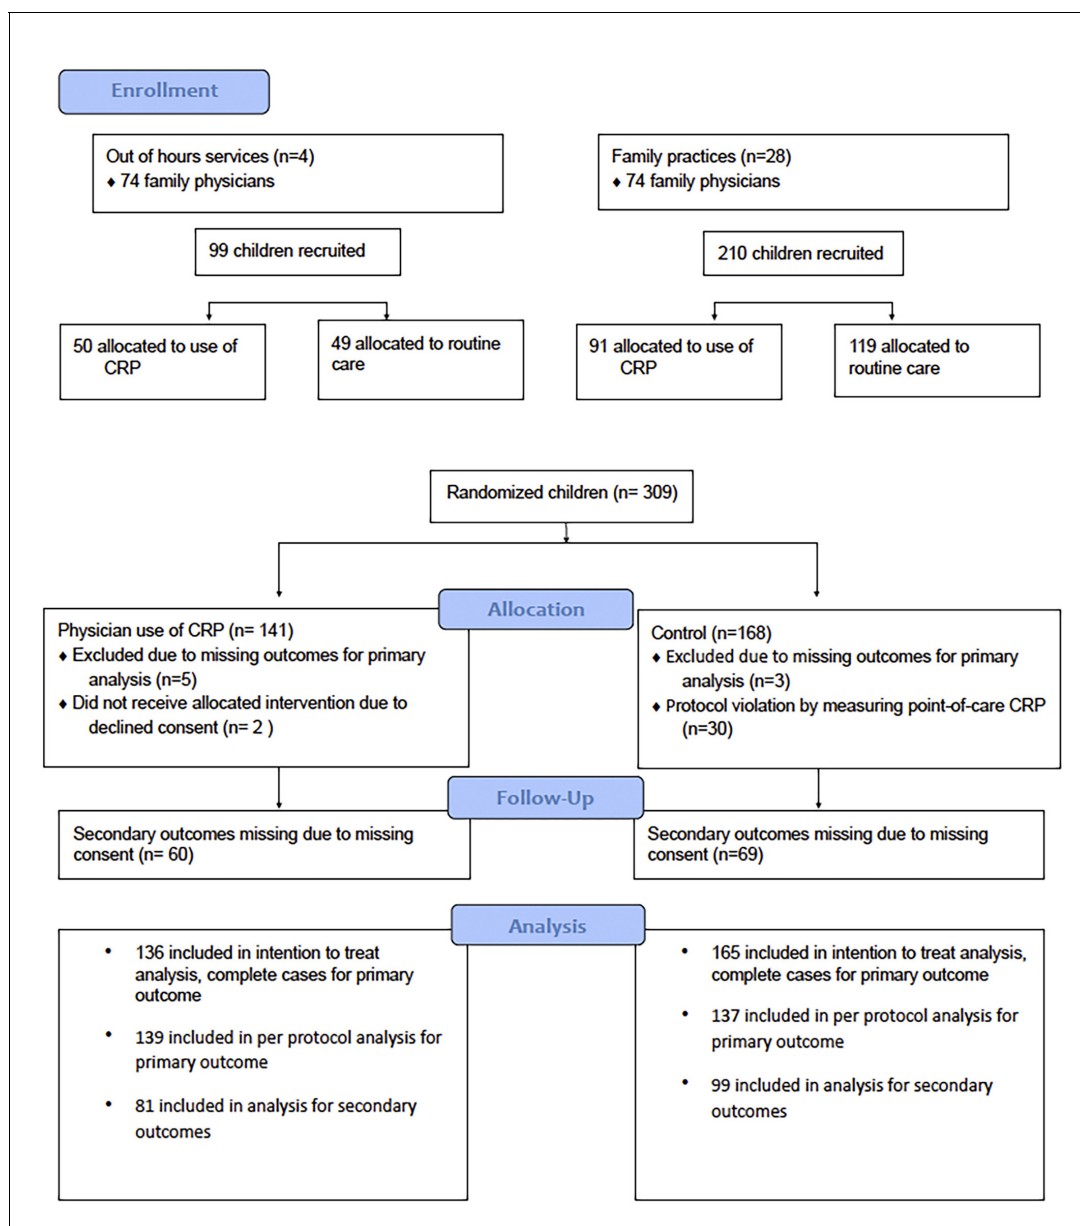 Enrollment
Out of hours services (n=4)
♦ 74 family physicians
Family practices (n=28)
♦ 74 family physicians
99 children recruited
210 children recruited
50 allocated to use of
CRP
49 allocated to routine
care
91 allocated to use of
CRP
119 allocated to
routine care
Randomized children (n= 309)
Allocation
Physician use of CRP (n= 141)
♦ Excluded due to missing outcomes for primary
analysis (n=5)
♦ Did not receive allocated intervention due to
declined consent (n= 2 )
Control (n=168)
♦ Excluded due to missing outcomes for primary
analysis (n=3)
♦ Protocol violation by measuring point-of-care CRP
(n=30)
Follow-Up
Secondary outcomes missing due to missing
consent (n= 60)
Secondary outcomes missing due to missing
consent (n=69)
Analysis
• 136 included in intention to treat
analysis, complete cases for primary
outcome
• 139 included in per protocol analysis for
primary outcome
• 81 included in analysis for secondary
outcomes
• 165 included in intention to treat analysis,
complete cases for primary outcome
• 137 included in per protocol analysis for
primary outcome
• 99 included in analysis for secondary
outcomes